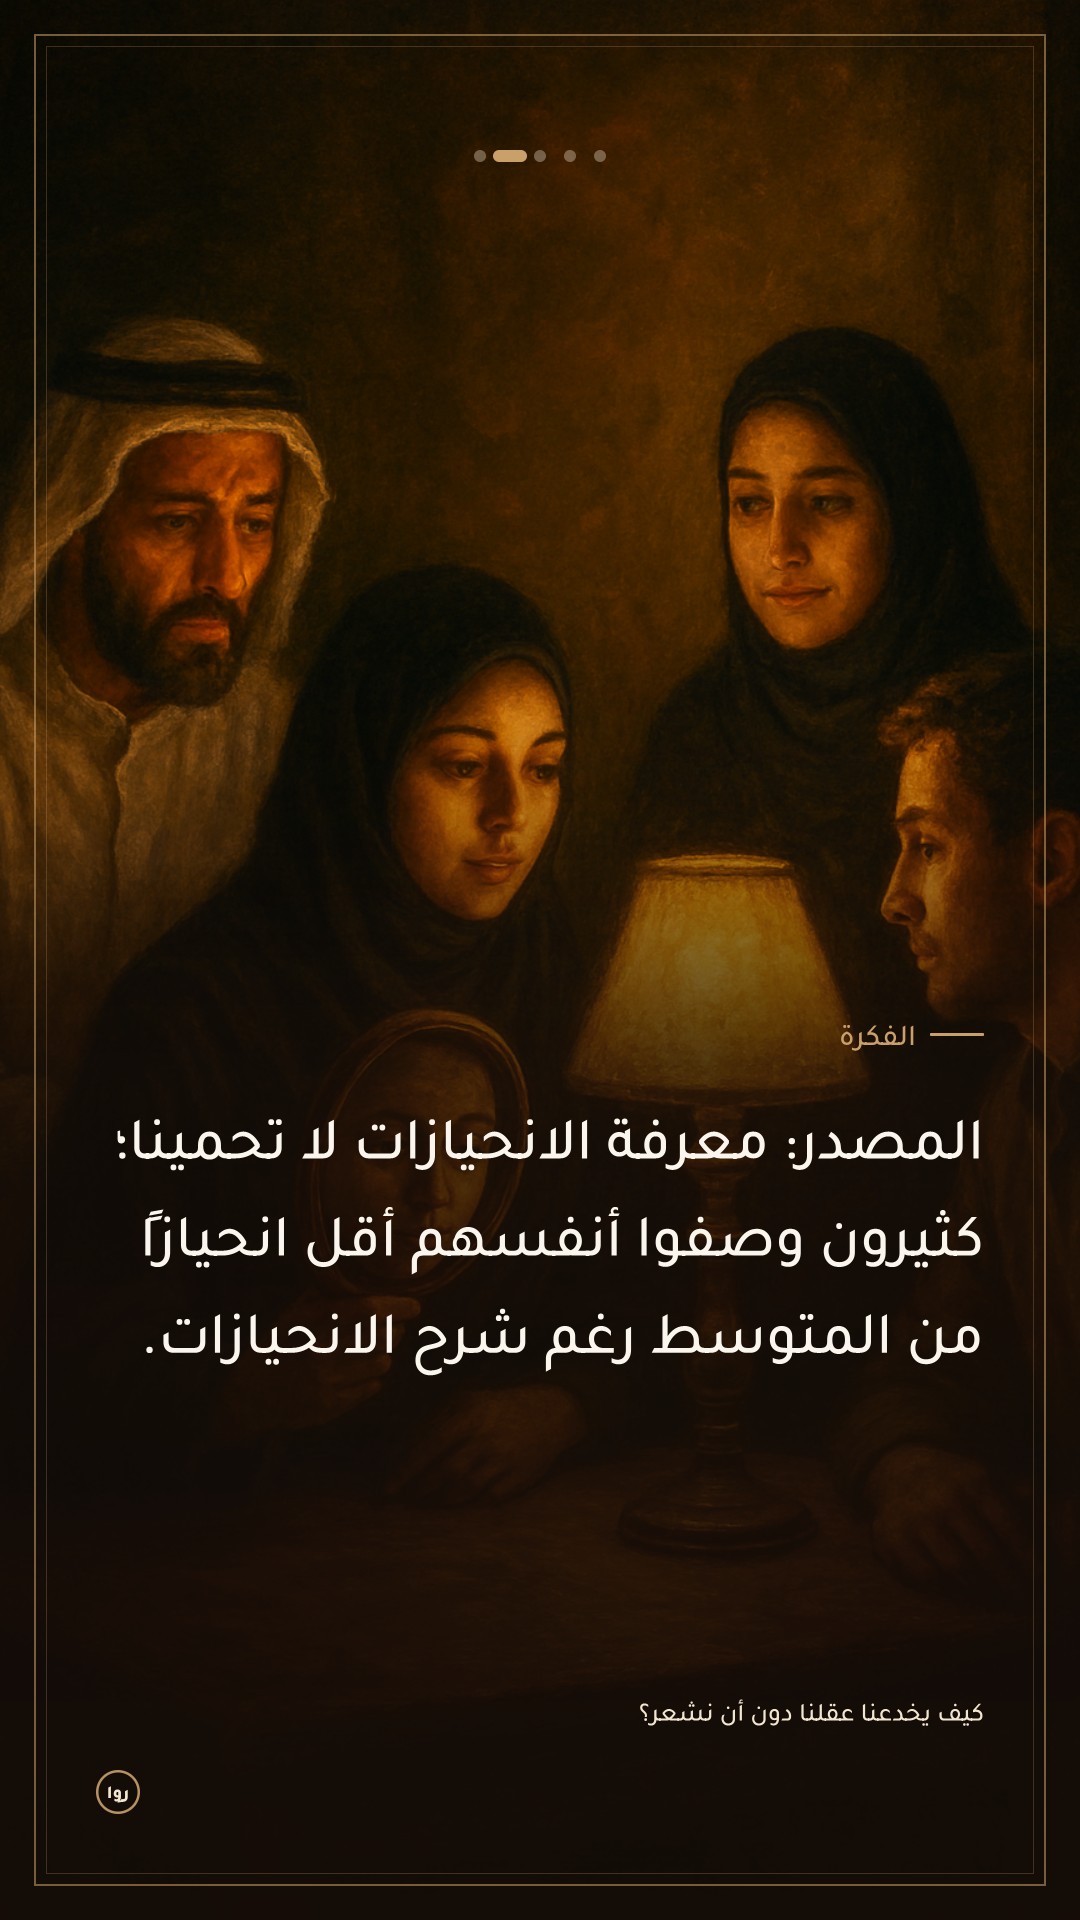 الفكرة
المصدر: معرفة الانحيازات لا تحمينا؛
كثيرون وصفوا أنفسهم أقل انحيازًا
من المتوسط رغم شرح الانحيازات.
كيف يخدعنا عقلنا دون أن نشعر؟
روا